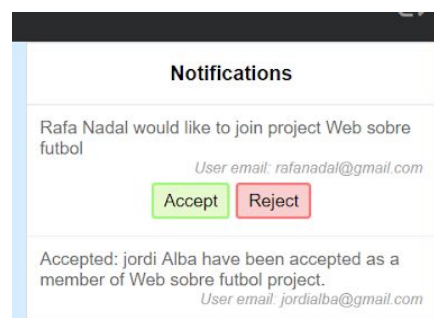 Notifications
Rafa Nadal would like to join project Web sobre
futbol
User email: rafanadal@gmail.com
Accept Reject
Accepted: jordi Alba have been accepted as a
member of Web sobre futbol project.
User email: jordialba@gmail.com